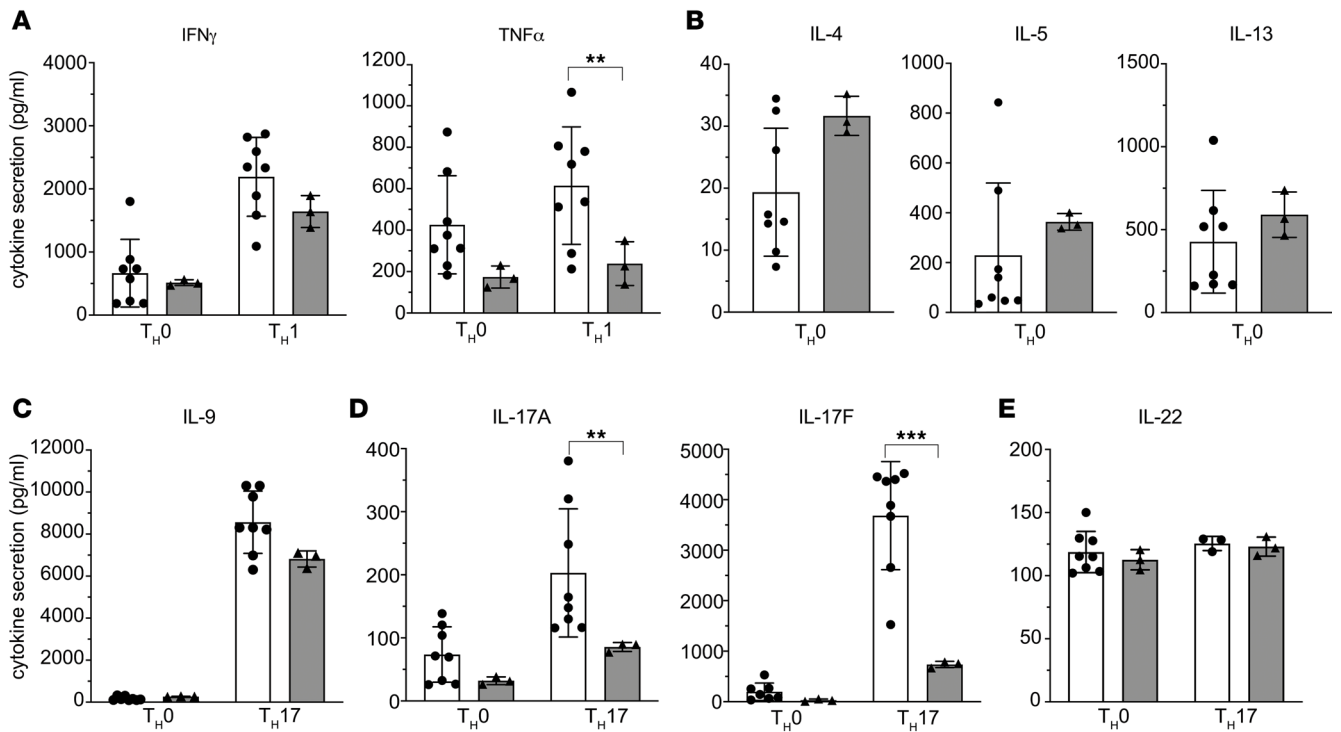 A
IFNγ
cytokine secretion (pg/ml)
4000
3000
2000
1000
0
TH0
TH1
TNFα
1200
1000
800
600
400
200
0
**
TH0
TH1
B
IL-4
40
30
20
10
0
TH0
IL-5
1000
800
600
400
200
0
TH0
IL-13
1500
1000
500
0
TH0
C
IL-9
cytokine secretion (pg/ml)
12000
10000
8000
6000
4000
2000
0
TH0
TH17
D
IL-17A
400
300
200
100
0
**
TH0
TH17
IL-17F
5000
4000
3000
2000
1000
0
***
TH0
TH17
E
IL-22
200
150
100
50
0
TH0
TH17